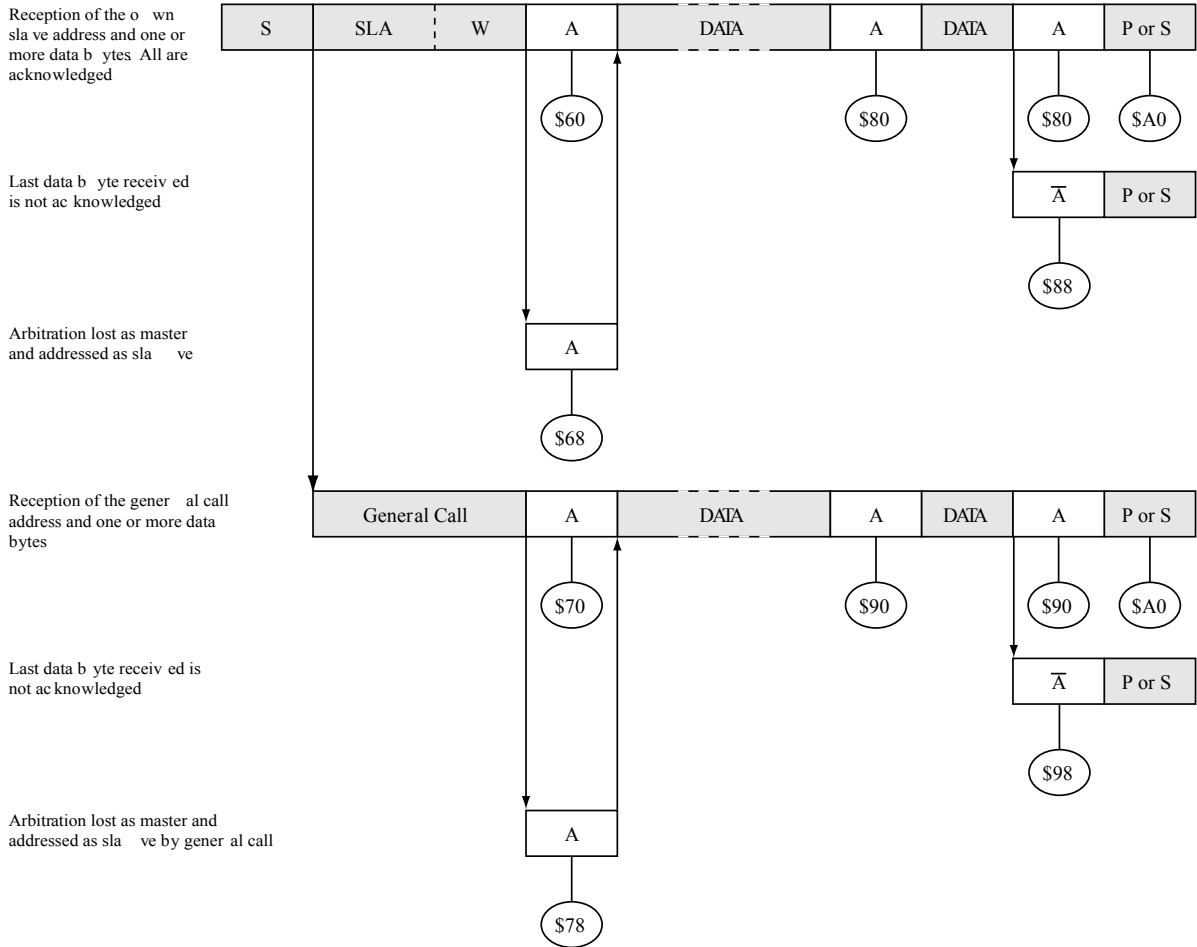 Reception of the o wn
sla ve address and one or
more data b ytes. All are
acknowledged
S SLA W A DATA A DATA A P or S
$60 $80 $80 $A0
Last data b yte receiv ed
is not ac knowledged
A̅ P or S
$88
Arbitration lost as master
and addressed as sla ve
A
$68
Reception of the gener al call
address and one or more data
bytes
General Call A DATA A DATA A P or S
$70 $90 $90 $A0
Last data b yte receiv ed is
not ac knowledged
A̅ P or S
$98
Arbitration lost as master and
addressed as sla ve by gener al call
A
$78